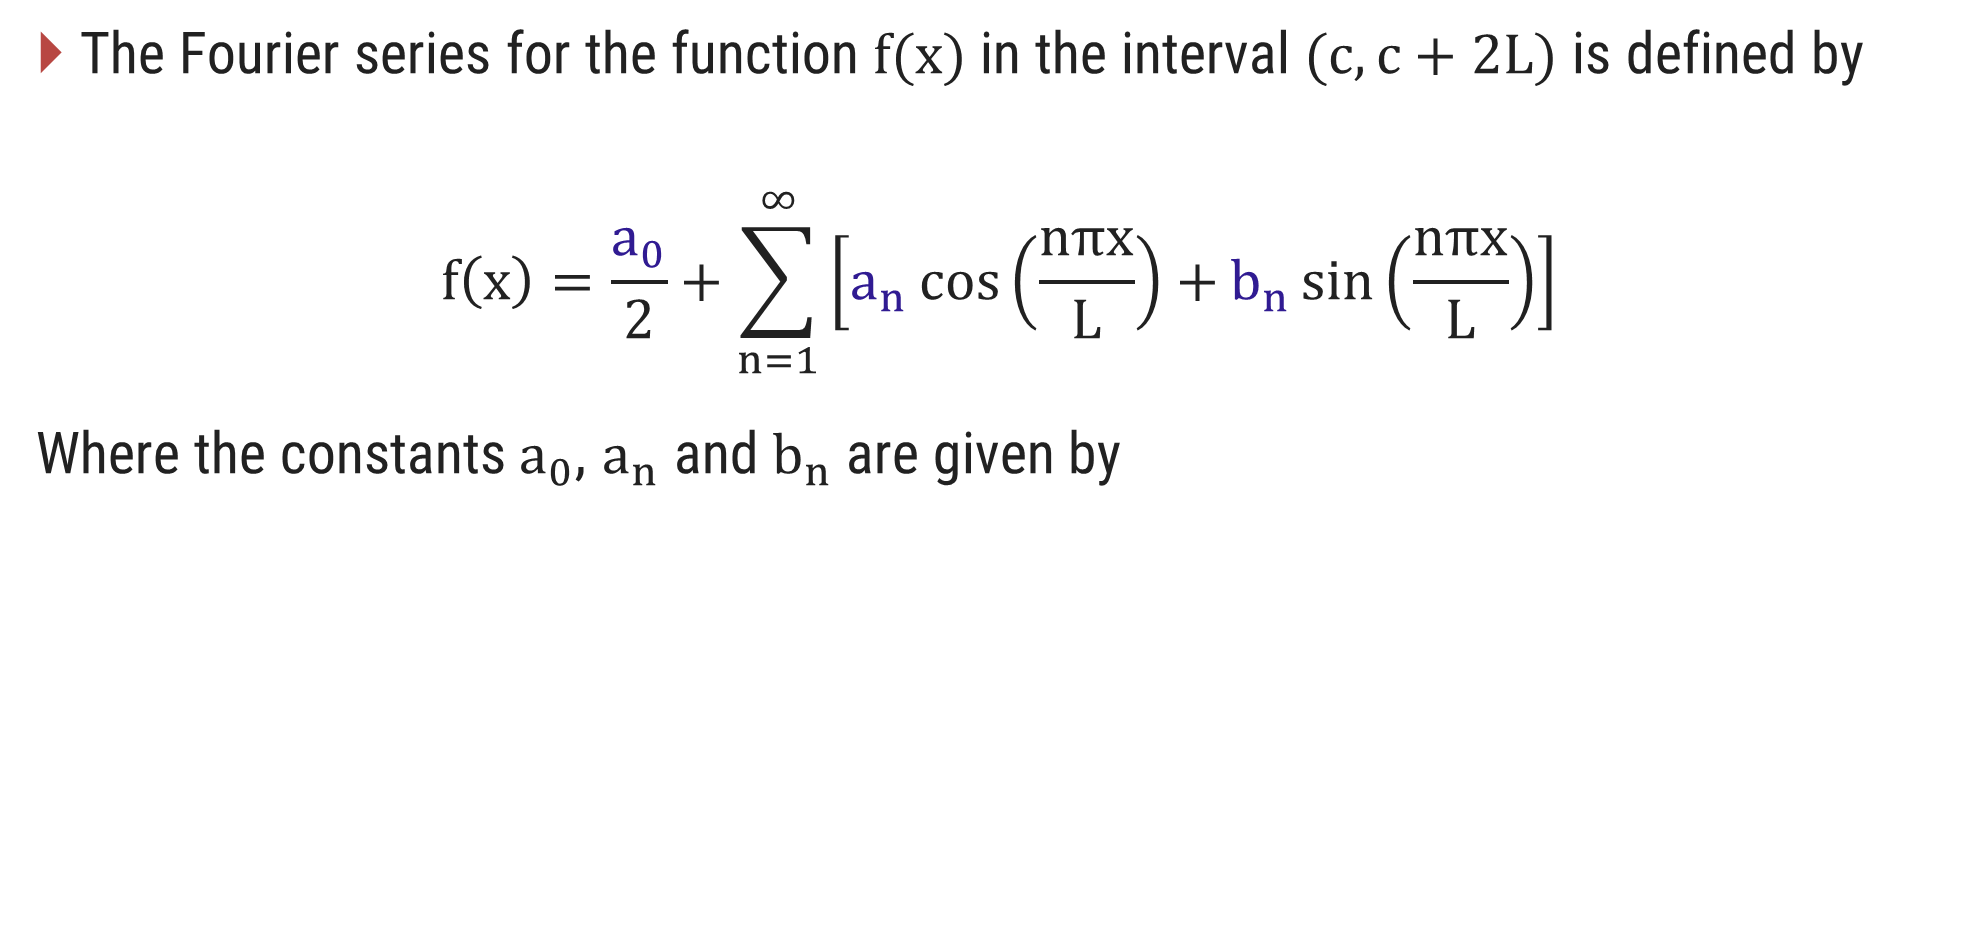 The Fourier series for the function f(x) in the interval (c, c + 2L) is defined by
f(x) = a₀/2 + ∑_{n=1}^{∞} [aₙ cos (nπx/L) + bₙ sin (nπx/L)]
Where the constants a₀, aₙ and bₙ are given by